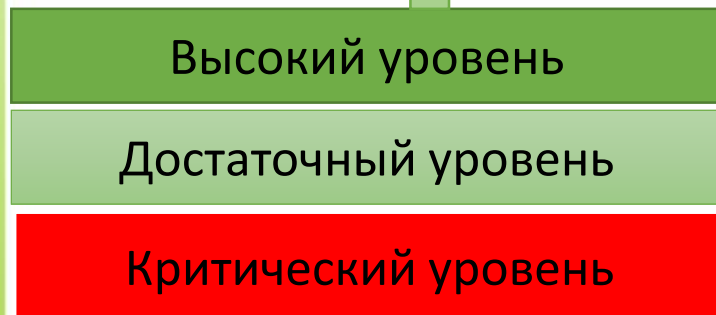 Высокий уровень
Достаточный уровень
Критический уровень